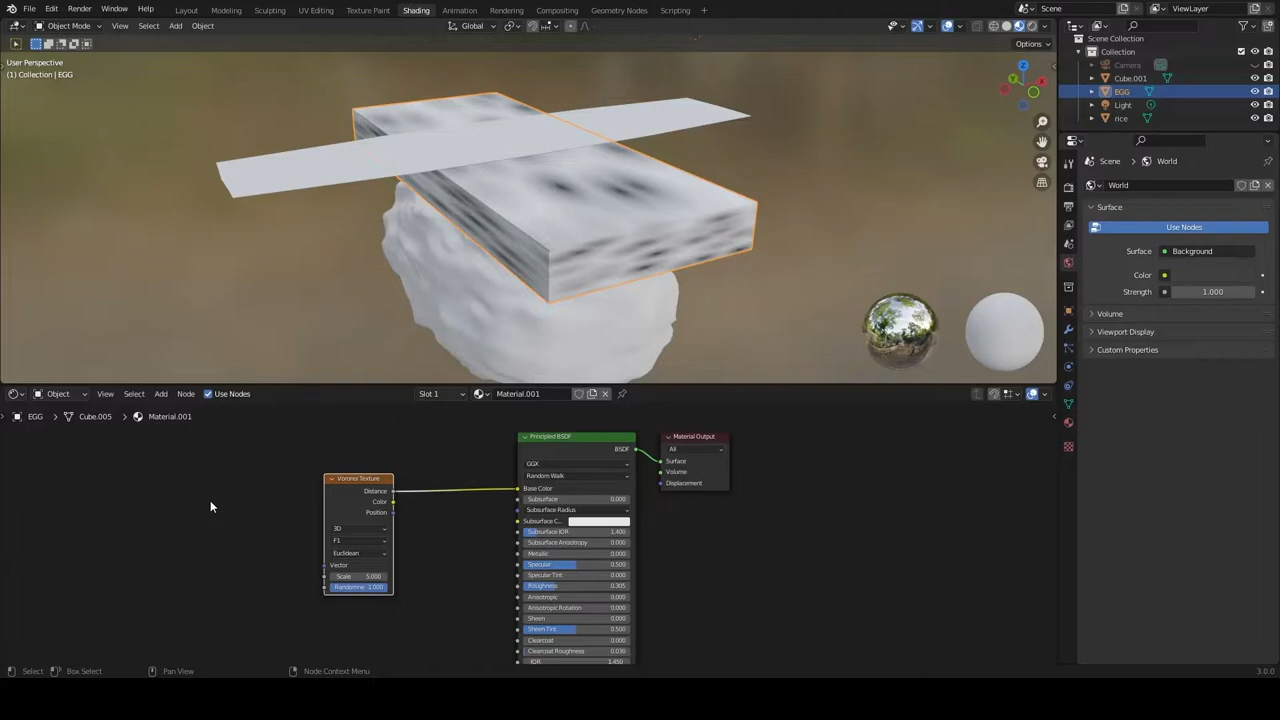 File Edit Render Window Help Layout Modeling Sculpting UV Editing Texture Paint Shading Animation Rendering Compositing Geometry Nodes Scripting Scene ViewLayer
Object Mode View Select Add Object Global
Options
User Perspective
(1) Collection | EGG
Scene Collection
Collection
Camera
Cube.001
EGG
Light
rice
Scene World
World
Surface
Use Nodes
Surface Background
Color
Strength 1.000
Volume
Viewport Display
Custom Properties
Object View Select Add Node Use Nodes Slot 1 Material.001
EGG Cube.005 Material.001
Voronoi Texture
Distance
Color
Position
3D
F1
Euclidean
Vector
Scale 5.000
Randomne 1.000
Principled BSDF
BSDF
GGX
Random Walk
Base Color
Subsurface 0.000
Subsurface Radius
Subsurface C...
Subsurface IOR 1.400
Subsurface Anisotropy 0.000
Metallic 0.000
Specular 0.500
Specular Tint 0.000
Roughness 0.305
Anisotropic 0.000
Anisotropic Rotation 0.000
Sheen 0.000
Sheen Tint 0.500
Clearcoat 0.000
Clearcoat Roughness 0.030
IOR 1.450
Material Output
All
Surface
Volume
Displacement
Select Box Select Pan View Node Context Menu 3.0.0